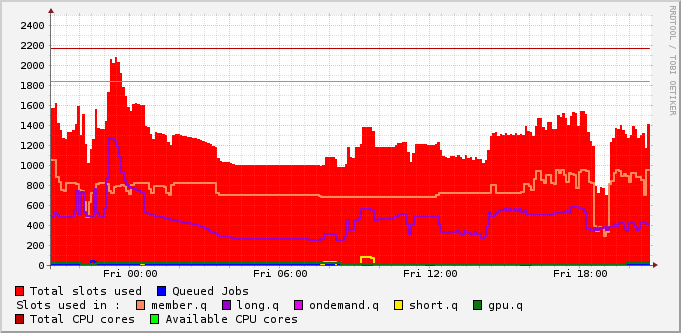 RRDTOOL / TOBI OETIKER
2400
2200
2000
1800
1600
1400
1200
1000
800
600
400
200
0
Fri 00:00 Fri 06:00 Fri 12:00 Fri 18:00
Total slots used Queued Jobs
Slots used in : member.q long.q ondemand.q short.q gpu.q
Total CPU cores Available CPU cores